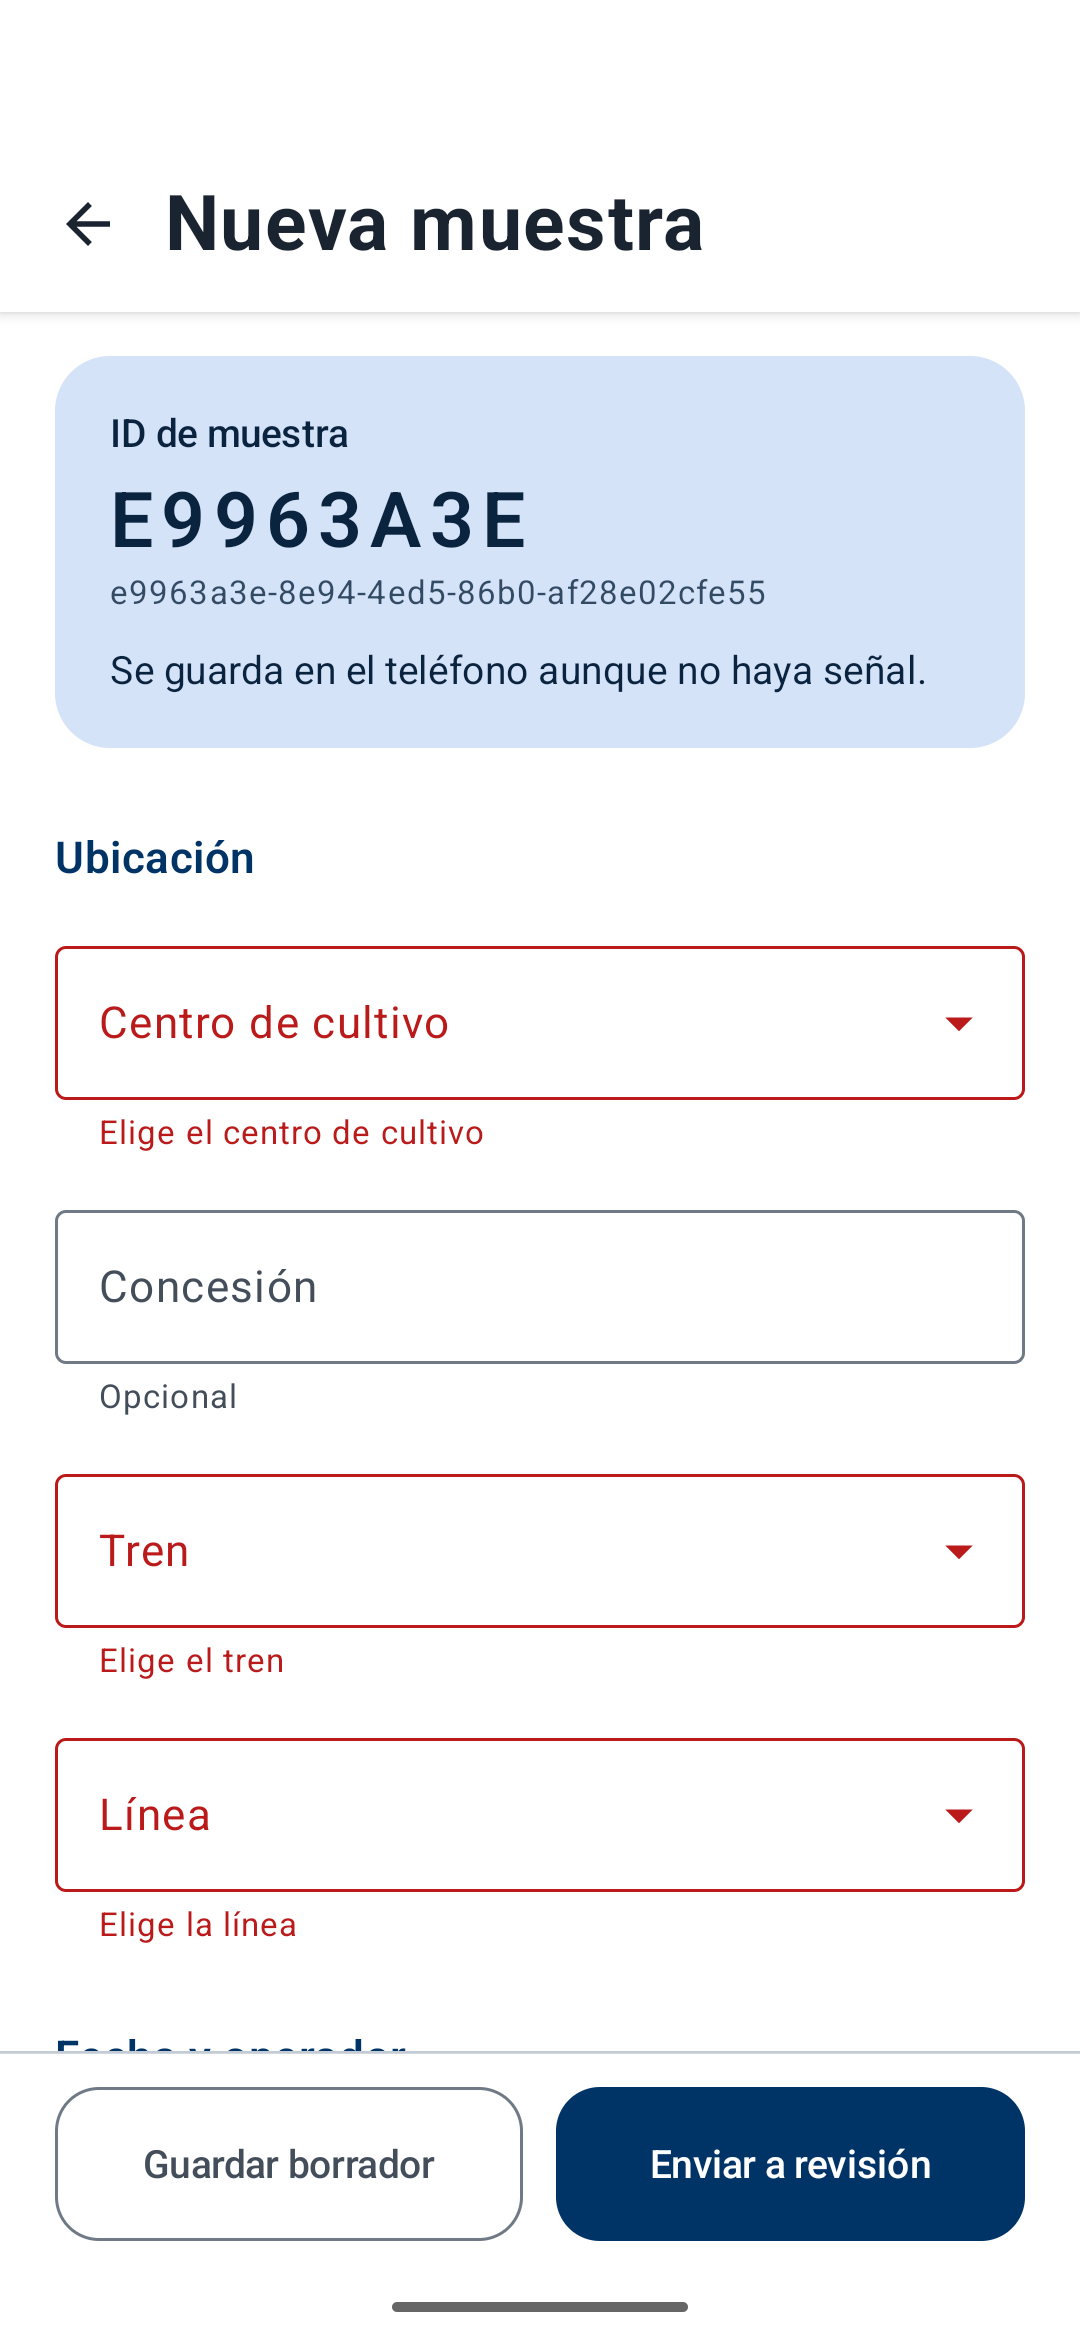 Nueva muestra
ID de muestra
E9963A3E
e9963a3e-8e94-4ed5-86b0-af28e02cfe55
Se guarda en el teléfono aunque no haya señal.
Ubicación
Centro de cultivo
Elige el centro de cultivo
Concesión
Opcional
Tren
Elige el tren
Línea
Elige la línea
Fecha y operador
Guardar borrador
Enviar a revisión